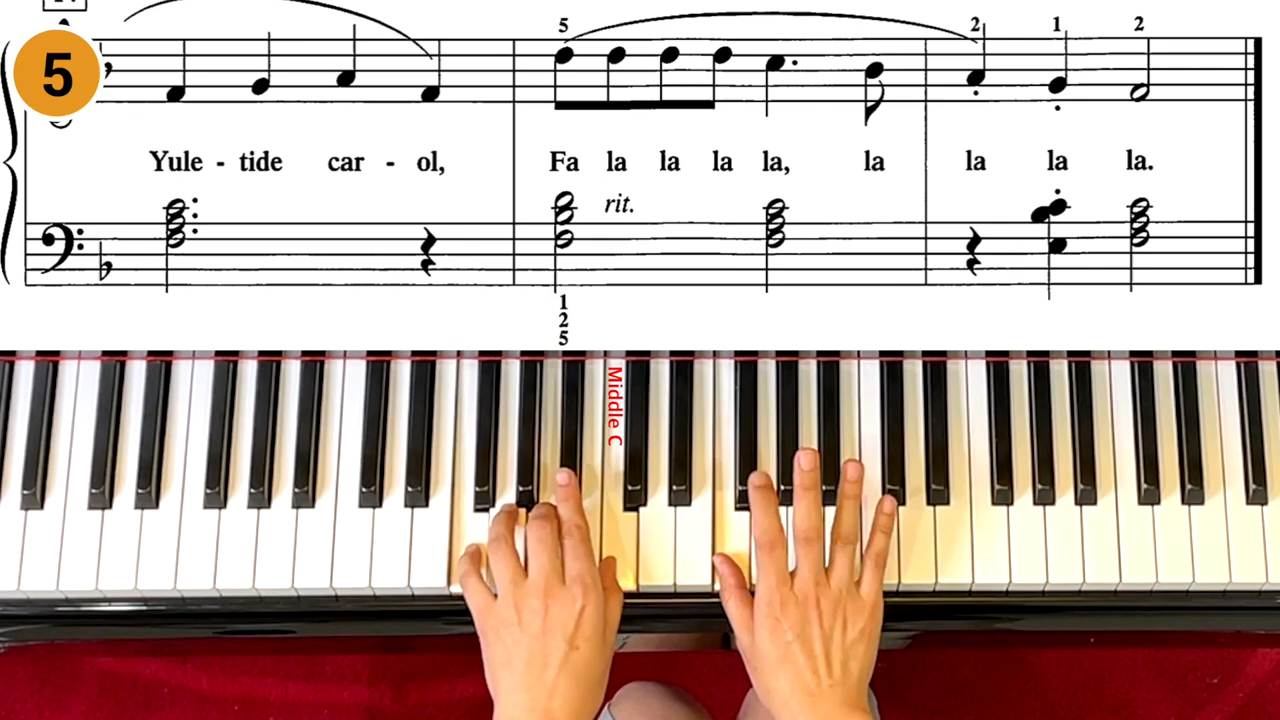 5
5 2 1 2
Yule - tide car - ol, Fa la la la la, la la la la.
rit.
1
2
5
Middle C